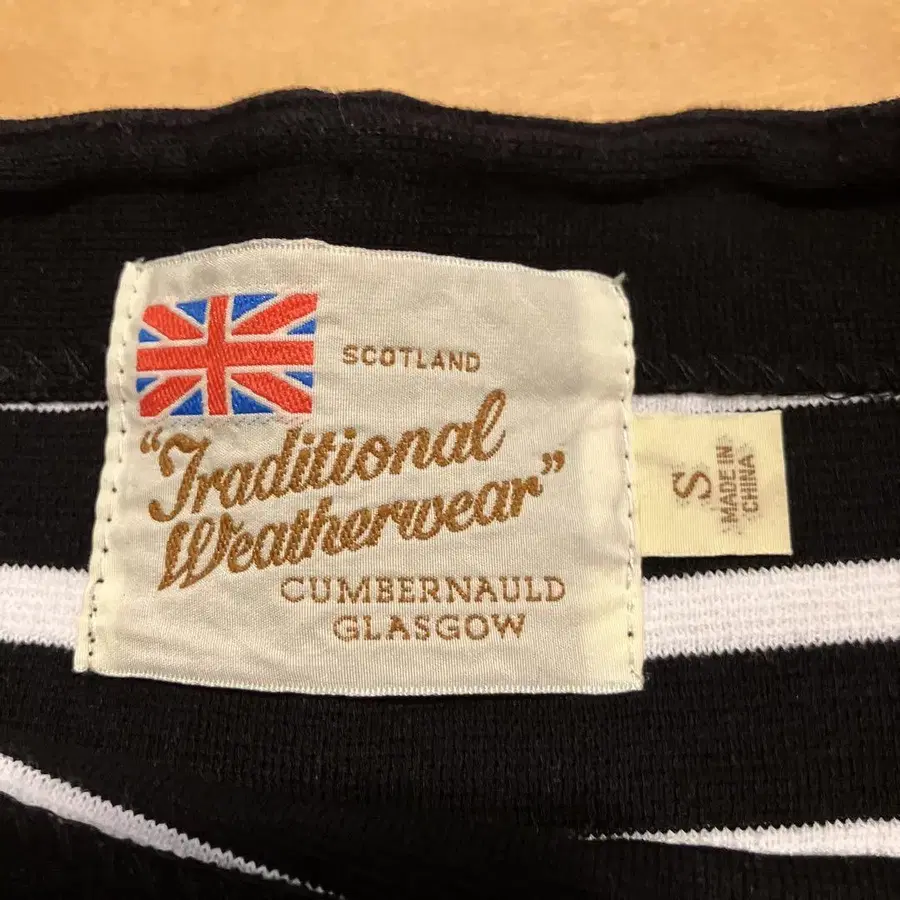 SCOTLAND
"Traditional
Weatherwear"
CUMBERNAULD
GLASGOW
S
MADE IN
CHINA